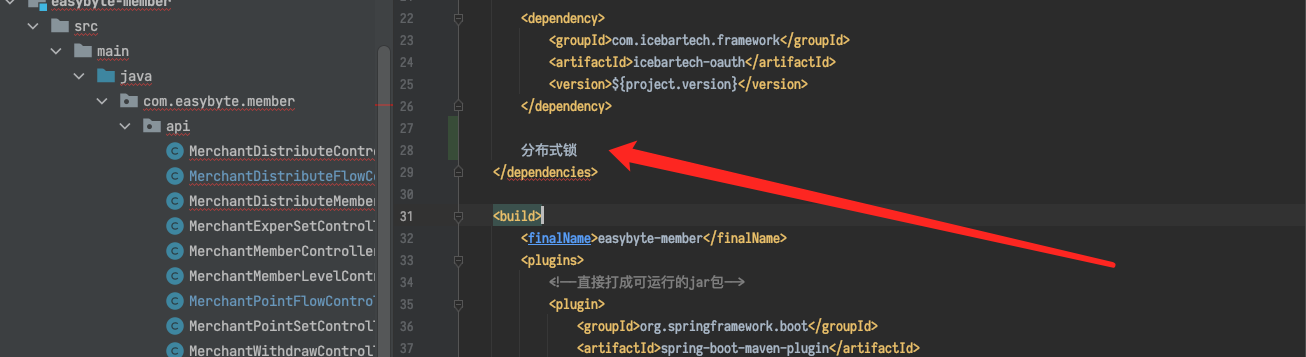 easybyte-member
src
main
java
com.easybyte.member
api
MerchantDistributeContro
MerchantDistributeFlowCo
MerchantDistributeMember
MerchantExperSetControll
MerchantMemberController
MerchantMemberLevelContr
MerchantPointFlowControl
MerchantPointSetControll
MerchantWithdrawControll
22 <dependency>
23 <groupId>com.icebartech.framework</groupId>
24 <artifactId>icebartech-oauth</artifactId>
25 <version>${project.version}</version>
26 </dependency>
27
28 分布式锁
29 </dependencies>
30
31 <build>
32 <finalName>easybyte-member</finalName>
33 <plugins>
34 <!--直接打成可运行的jar包-->
35 <plugin>
36 <groupId>org.springframework.boot</groupId>
37 <artifactId>spring-boot-maven-plugin</artifactId>